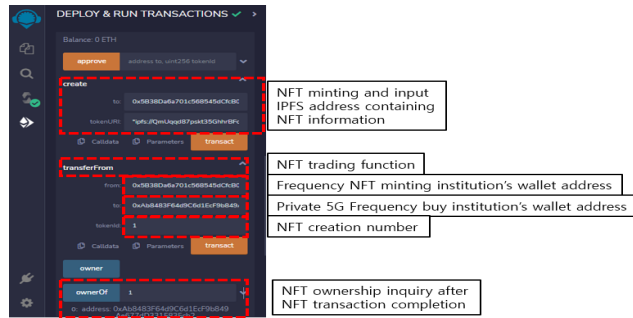 DEPLOY & RUN TRANSACTIONS
Balance: 0 ETH
approve address to, uint256 tokenId
create
to: 0x5B38Da6a701c568545dCfcB0
tokenURI: "ipfs://
Calldata Parameters transact
transferFrom
from: 0x5B38Da6a701c568545dCfcB0
to: 0xAb8483F64d9C6d1EcF9b849
tokenId: 1
Calldata Parameters transact
owner
ownerOf 1
0: address: 0xAb8483F64d9C6d1EcF9b849
NFT minting and input
IPFS address containing
NFT information
NFT trading function
Frequency NFT minting institution's wallet address
Private 5G Frequency buy institution's wallet address
NFT creation number
NFT ownership inquiry after
NFT transaction completion